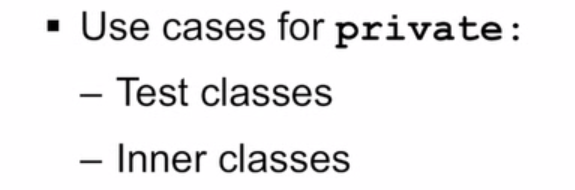 ▪ Use cases for private:
– Test classes
– Inner classes